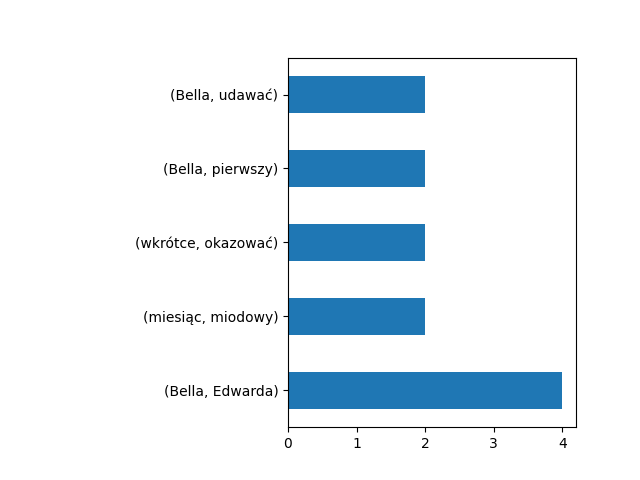 (Bella, udawać)
(Bella, pierwszy)
(wkrótce, okazować)
(miesiąc, miodowy)
(Bella, Edwarda)
0 1 2 3 4